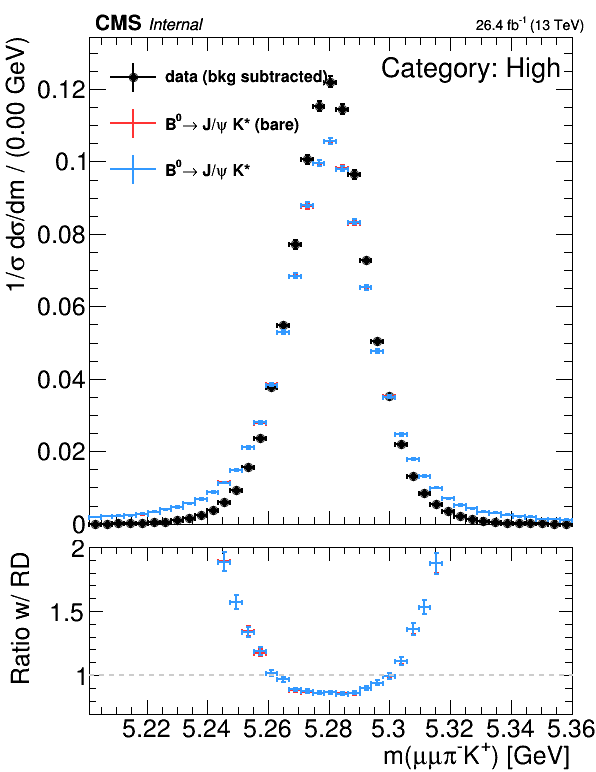 CMS Internal 26.4 fb⁻¹ (13 TeV)
1/σ dσ/dm / (0.00 GeV)
Category: High
data (bkg subtracted)
B⁰→ J/ψ K* (bare)
B⁰→ J/ψ K*
0.12
0.1
0.08
0.06
0.04
0.02
0
Ratio w/ RD
2
1.5
1
5.22 5.24 5.26 5.28 5.3 5.32 5.34 5.36
m(μμπ⁻K⁺) [GeV]